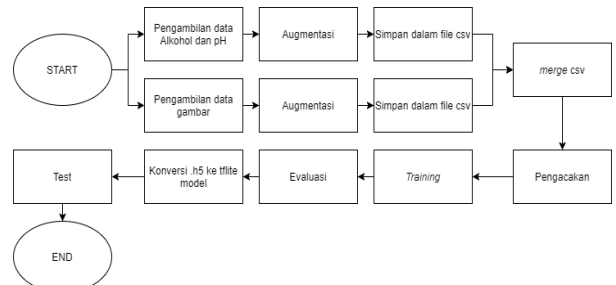 START
Pengambilan data
Alkohol dan pH
Augmentasi
Simpan dalam file csv
Pengambilan data
gambar
Augmentasi
Simpan dalam file csv
merge csv
Pengacakan
Training
Evaluasi
Konversi .h5 ke tflite
model
Test
END